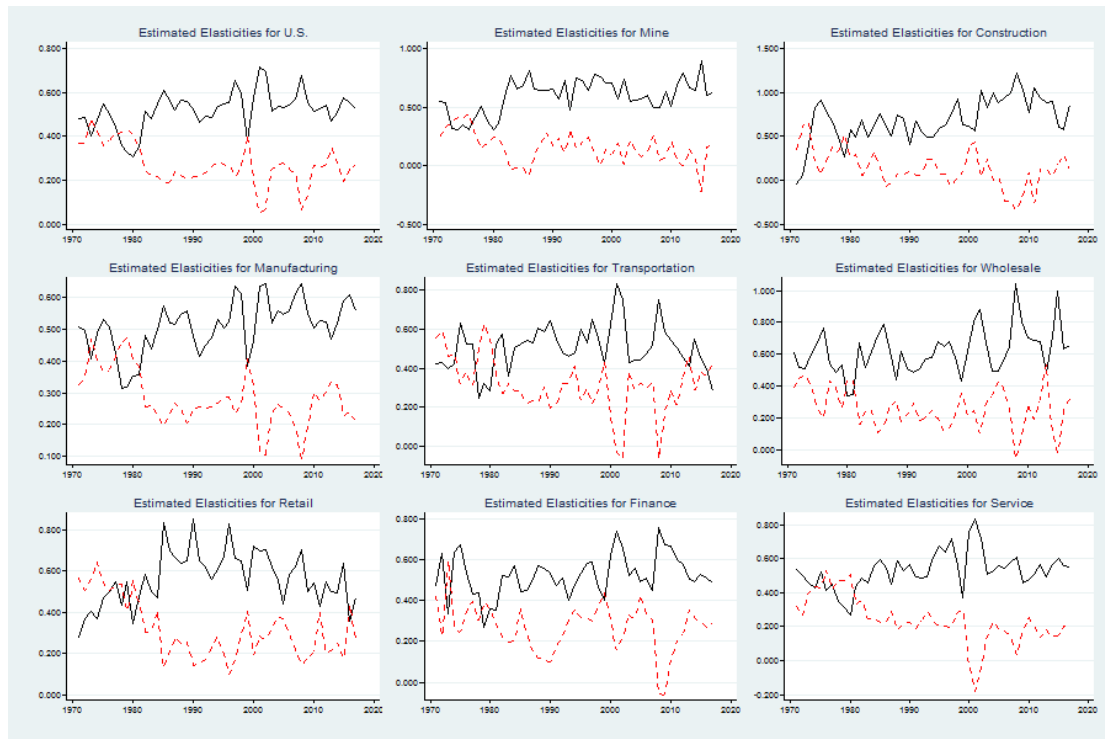 Estimated Elasticities for U.S.
0.800
0.600
0.400
0.200
0.000
1970 1980 1990 2000 2010 2020
Estimated Elasticities for Mine
1.000
0.500
0.000
-0.500
1970 1980 1990 2000 2010 2020
Estimated Elasticities for Construction
1.500
1.000
0.500
0.000
-0.500
1970 1980 1990 2000 2010 2020
Estimated Elasticities for Manufacturing
0.600
0.500
0.400
0.300
0.200
0.100
1970 1980 1990 2000 2010 2020
Estimated Elasticities for Transportation
0.800
0.600
0.400
0.200
0.000
1970 1980 1990 2000 2010 2020
Estimated Elasticities for Wholesale
1.000
0.800
0.600
0.400
0.200
0.000
1970 1980 1990 2000 2010 2020
Estimated Elasticities for Retail
0.800
0.600
0.400
0.200
0.000
1970 1980 1990 2000 2010 2020
Estimated Elasticities for Finance
0.800
0.600
0.400
0.200
0.000
1970 1980 1990 2000 2010 2020
Estimated Elasticities for Service
0.800
0.600
0.400
0.200
0.000
-0.200
1970 1980 1990 2000 2010 2020